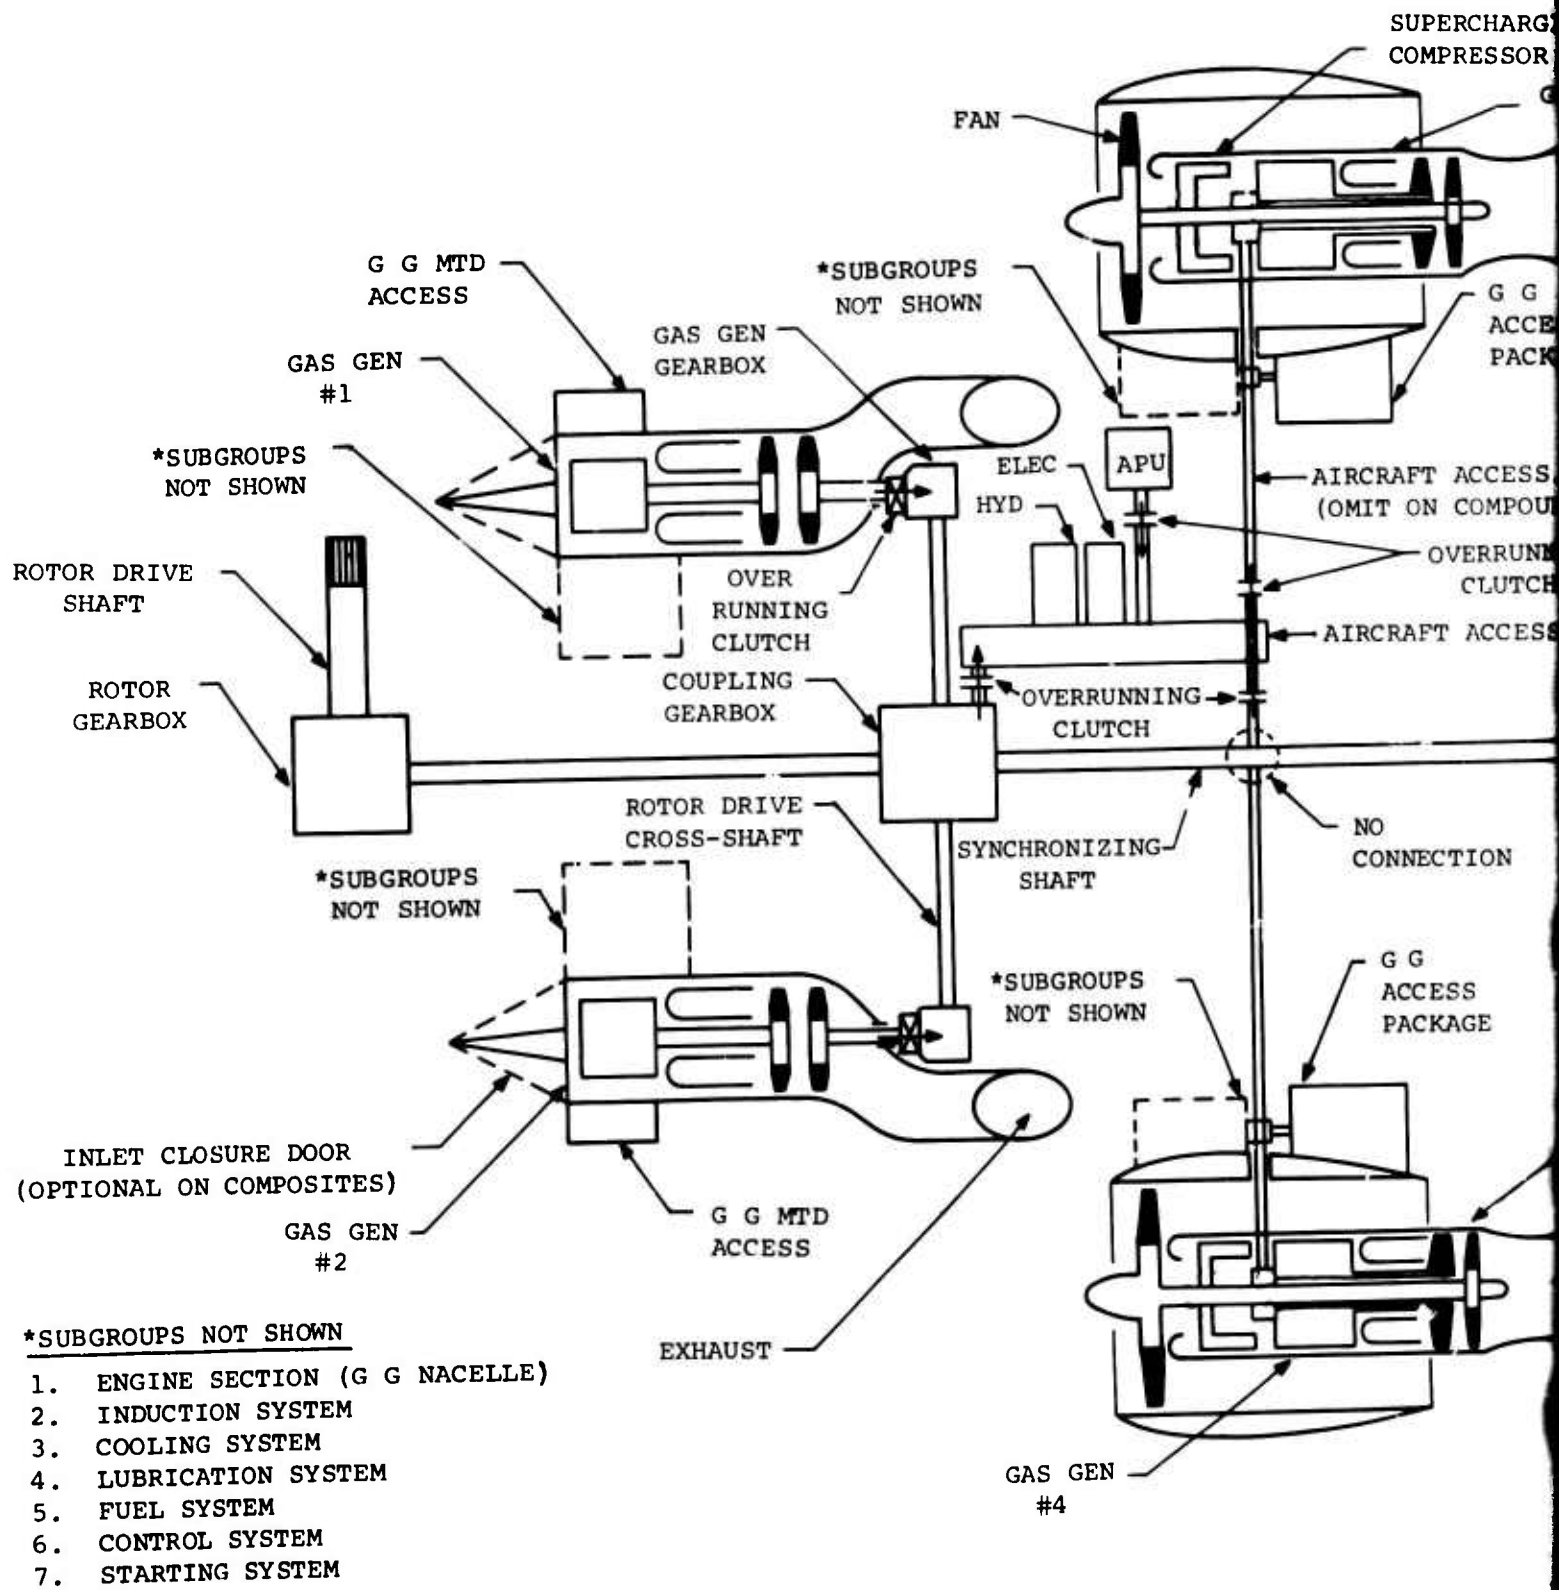 SUPERCHARG
COMPRESSOR
FAN
G G MTD
ACCESS
*SUBGROUPS
NOT SHOWN
G G
ACCE
PACK
GAS GEN
GEARBOX
GAS GEN
#1
*SUBGROUPS
NOT SHOWN
ELEC
APU
HYD
AIRCRAFT ACCESS
(OMIT ON COMPOU
OVERRUNN
CLUTCH
ROTOR DRIVE
SHAFT
OVER
RUNNING
CLUTCH
AIRCRAFT ACCESS
ROTOR
GEARBOX
COUPLING
GEARBOX
OVERRUNNING
CLUTCH
ROTOR DRIVE
CROSS-SHAFT
SYNCHRONIZING
SHAFT
NO
CONNECTION
*SUBGROUPS
NOT SHOWN
*SUBGROUPS
NOT SHOWN
G G
ACCESS
PACKAGE
INLET CLOSURE DOOR
(OPTIONAL ON COMPOSITES)
GAS GEN
#2
G G MTD
ACCESS
EXHAUST
GAS GEN
#4
*SUBGROUPS NOT SHOWN
1. ENGINE SECTION (G G NACELLE)
2. INDUCTION SYSTEM
3. COOLING SYSTEM
4. LUBRICATION SYSTEM
5. FUEL SYSTEM
6. CONTROL SYSTEM
7. STARTING SYSTEM